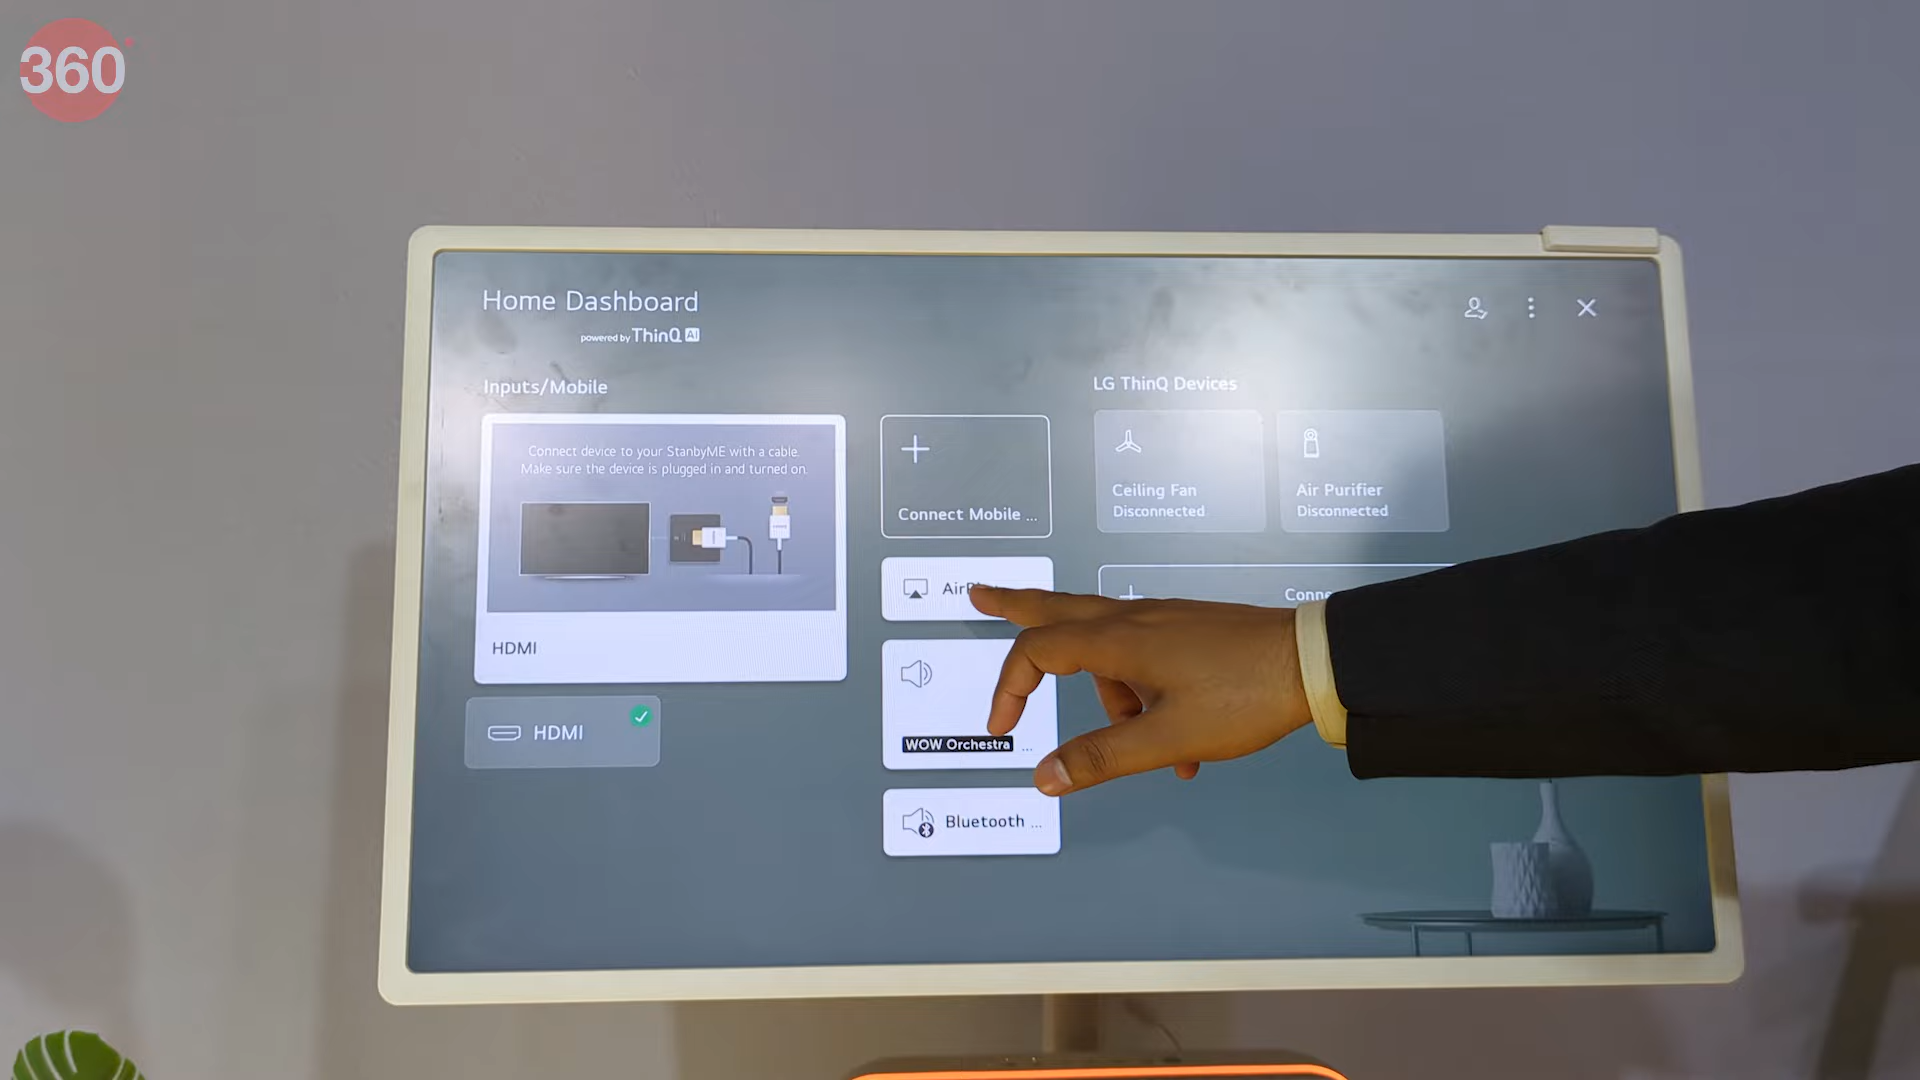 360
Home Dashboard
powered by ThinQ AI
Inputs/Mobile
Connect device to your StanbyME with a cable.
Make sure the device is plugged in and turned on.
HDMI
HDMI
Connect Mobile ...
WOW Orchestra ...
Bluetooth ...
LG ThinQ Devices
Ceiling Fan
Disconnected
Air Purifier
Disconnected